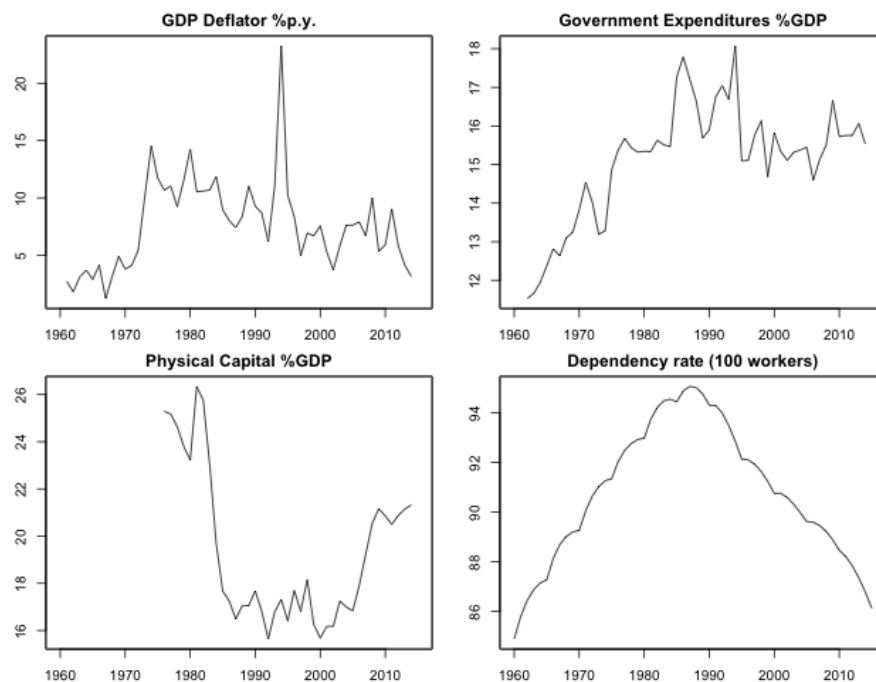 GDP Deflator %p.y.
20
15
10
5
1960 1970 1980 1990 2000 2010
Government Expenditures %GDP
18
17
16
15
14
13
12
1960 1970 1980 1990 2000 2010
Physical Capital %GDP
26
24
22
20
18
16
1960 1970 1980 1990 2000 2010
Dependency rate (100 workers)
94
92
90
88
86
1960 1970 1980 1990 2000 2010